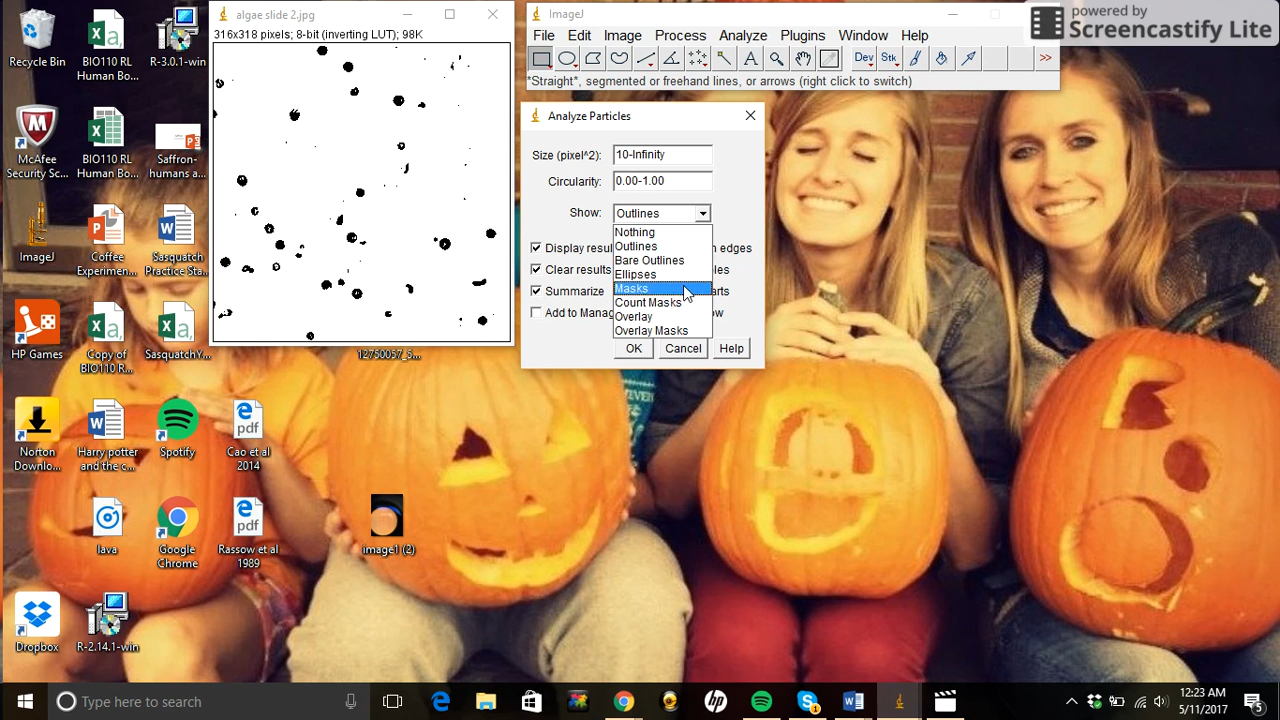 Recycle Bin
BIO110 RL
Human Bo...
R-3.0.1-win
McAfee
Security Sc...
BIO110 RL
Human Bo...
Saffron-
humans a...
ImageJ
Coffee
Experimen...
Sasquatch
Practice Sta...
HP Games
Copy of
BIO110 R...
SasquatchY...
12750057_5...
Norton
Downlo...
Harry potter
and the c...
Spotify
Cao et al
2014
lava
Google
Chrome
Rassow et al
1989
image1 (2)
Dropbox
R-2.14.1-win
algae slide 2.jpg
316x318 pixels; 8-bit (inverting LUT); 98K
ImageJ
File Edit Image Process Analyze Plugins Window Help
Dev Stk >>
*Straight*, segmented or freehand lines, or arrows (right click to switch)
powered by
Screencastify Lite
Analyze Particles
Size (pixel^2): 10-Infinity
Circularity: 0.00-1.00
Show: Outlines
Nothing
Outlines
Bare Outlines
Ellipses
Masks
Count Masks
Overlay
Overlay Masks
Display resu
n edges
Clear results
les
Summarize
arts
Add to Mana
w
OK Cancel Help
Type here to search
12:23 AM
5/11/2017